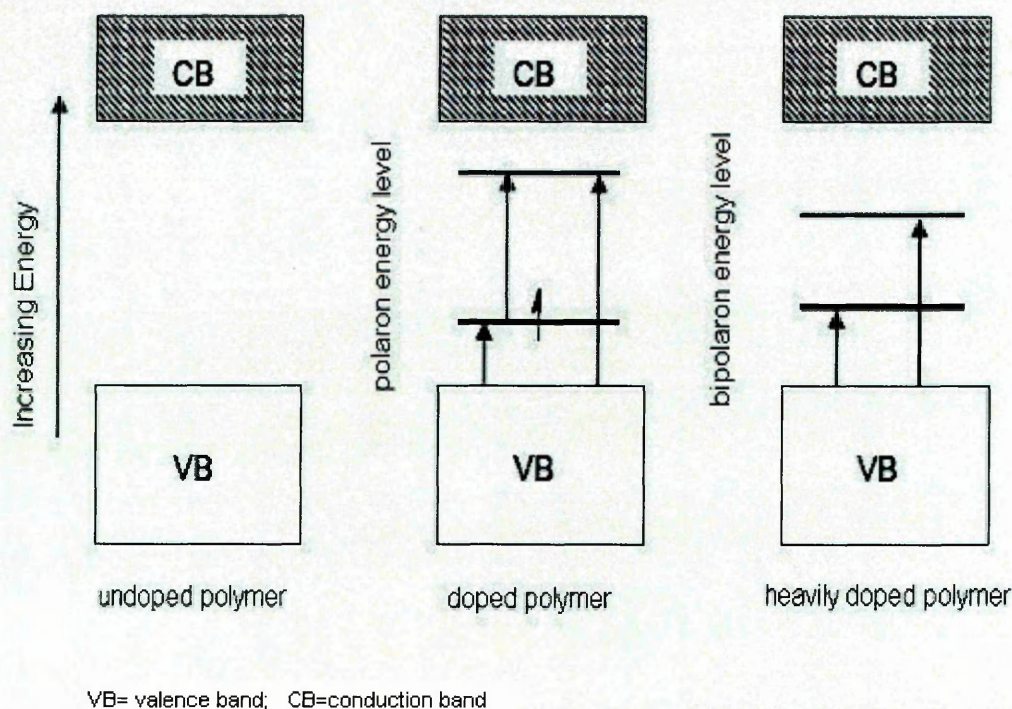 CB
CB
CB
Increasing Energy
polaron energy level
bipolaron energy level
VB
VB
VB
undoped polymer
doped polymer
heavily doped polymer
VB= valence band; CB=conduction band